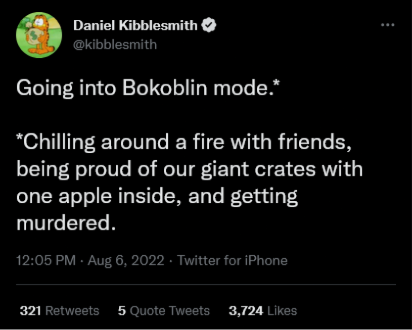 Daniel Kibblesmith
@kibblesmith
Going into Bokoblin mode.*
*Chilling around a fire with friends,
being proud of our giant crates with
one apple inside, and getting
murdered.
12:05 PM · Aug 6, 2022 · Twitter for iPhone
321 Retweets 5 Quote Tweets 3,724 Likes